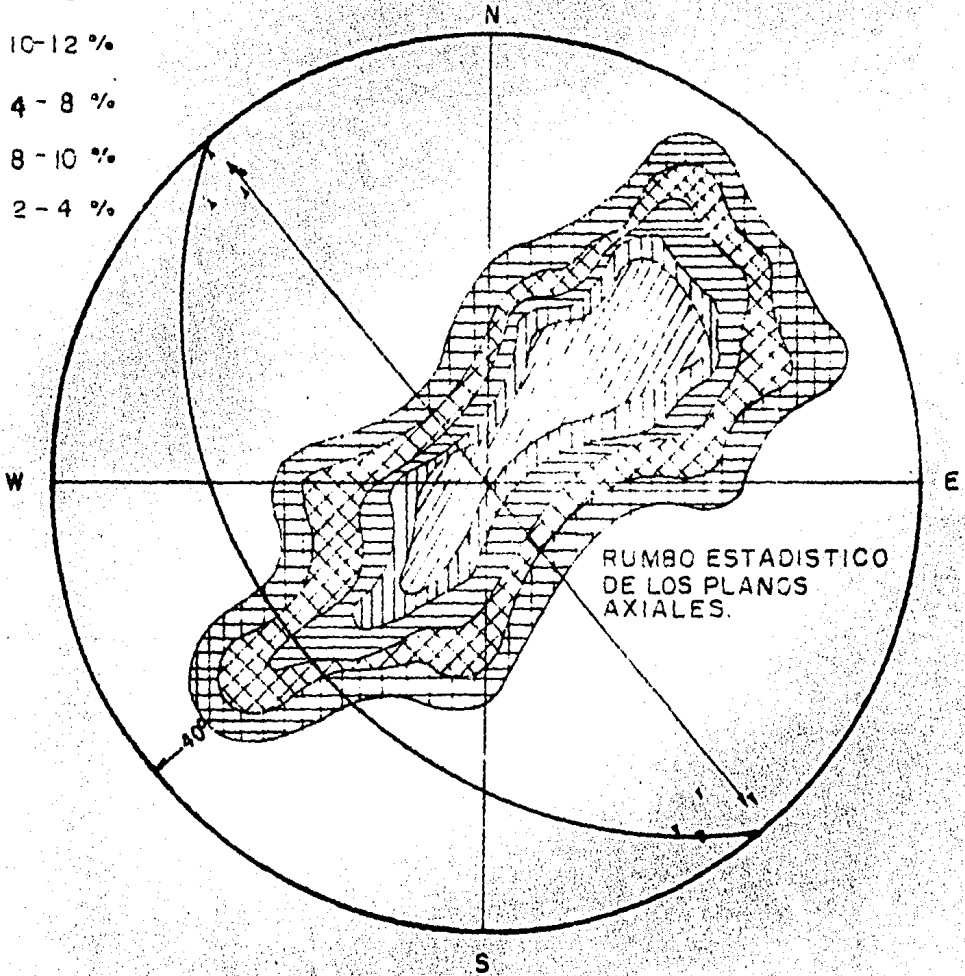 N
10-12 %
4 - 8 %
8 - 10 %
2 - 4 %
W
E
RUMBO ESTADISTICO
DE LOS PLANOS
AXIALES.
40°
S